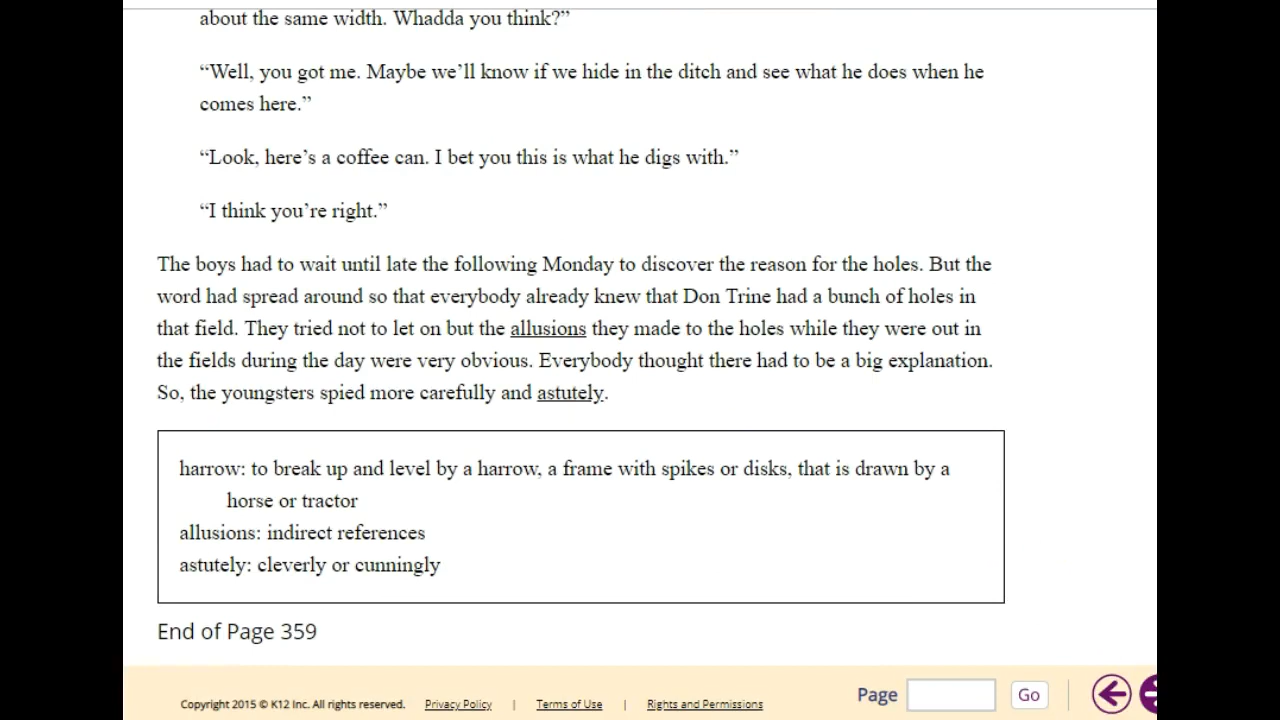 about the same width. Whadda you think?”
“Well, you got me. Maybe we’ll know if we hide in the ditch and see what he does when he
comes here.”
“Look, here’s a coffee can. I bet you this is what he digs with.”
“I think you’re right.”
The boys had to wait until late the following Monday to discover the reason for the holes. But the
word had spread around so that everybody already knew that Don Trine had a bunch of holes in
that field. They tried not to let on but the allusions they made to the holes while they were out in
the fields during the day were very obvious. Everybody thought there had to be a big explanation.
So, the youngsters spied more carefully and astutely.
harrow: to break up and level by a harrow, a frame with spikes or disks, that is drawn by a
horse or tractor
allusions: indirect references
astutely: cleverly or cunningly
End of Page 359
Copyright 2015 © K12 Inc. All rights reserved. Privacy Policy | Terms of Use | Rights and Permissions Page Go